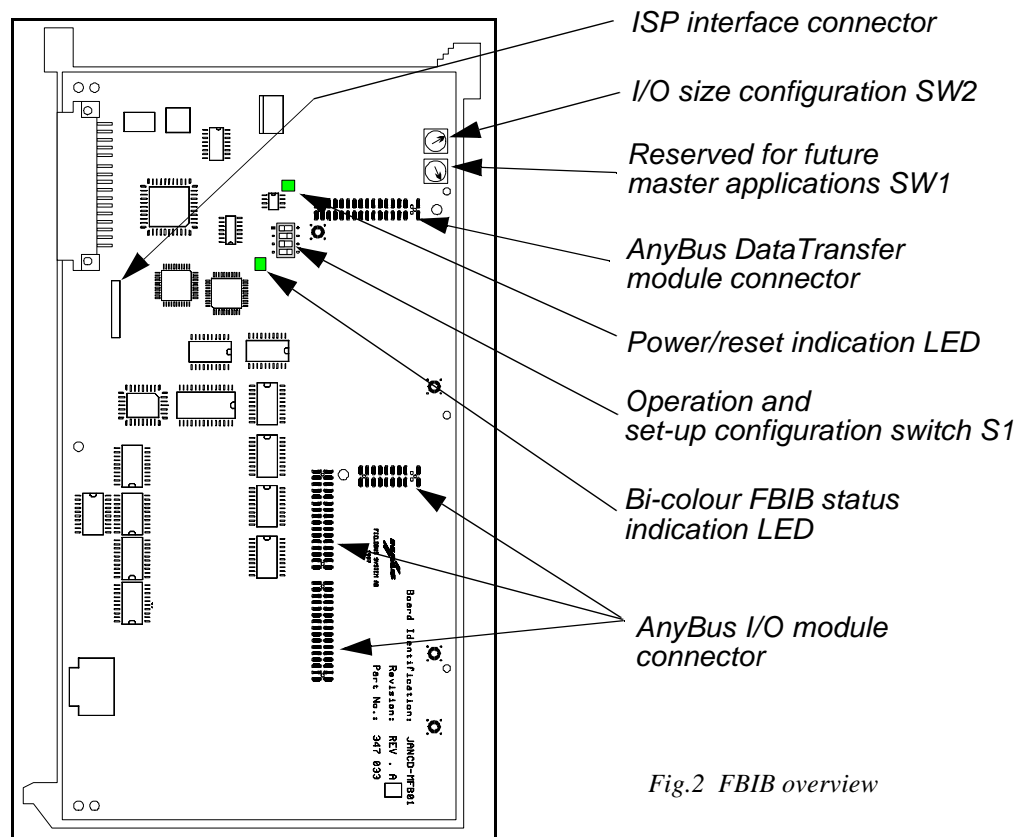 ISP interface connector
I/O size configuration SW2
Reserved for future
master applications SW1
AnyBus DataTransfer
module connector
Power/reset indication LED
Operation and
set-up configuration switch S1
Bi-colour FBIB status
indication LED
AnyBus I/O module
connector
Board Identification: JANCD-MFB01
Revision: REV . A
Part No.: 347 033
Fig.2 FBIB overview